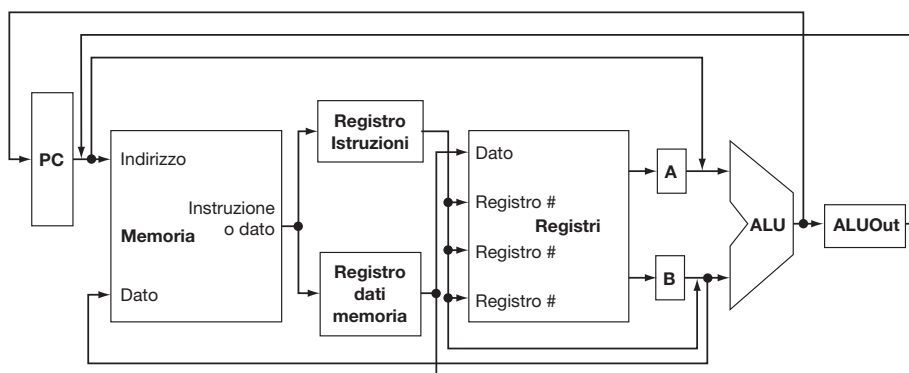 PC
Indirizzo
Memoria
Instruzione
o dato
Dato
Registro
Istruzioni
Registro
dati
memoria
Dato
Registro #
Registri
Registro #
Registro #
A
B
ALU
ALUOut